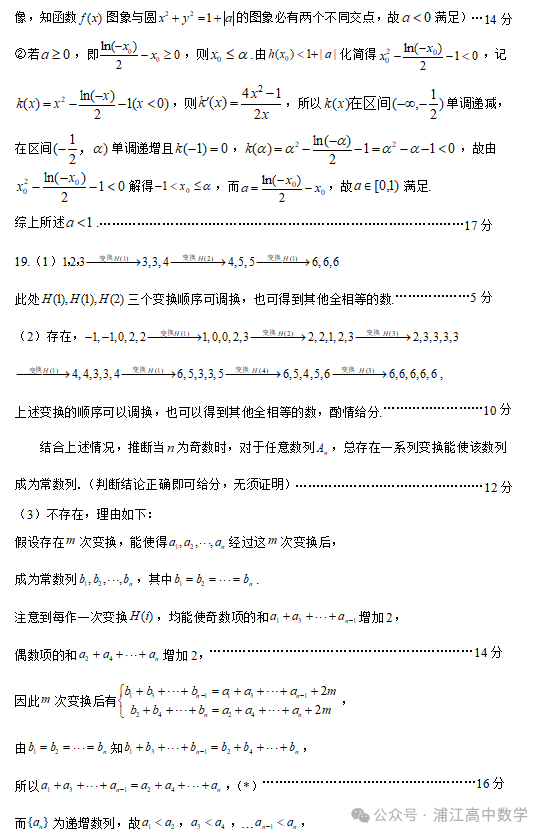 像，知函数 f(x) 图象与圆 x²+y²=1+|a| 的图象必有两个不同交点，故 a<0 满足）…14 分
②若 a≥0，即 ln(−x₀)/2−x₀≥0，则 x₀≤α.由 h(x₀)<1+|a| 化简得 x₀²−ln(−x₀)/2−1<0，记
k(x)=x²−ln(−x)/2−1(x<0)，则 k′(x)=(4x²−1)/(2x)，所以 k(x)在区间(−∞,−1/2)单调递减，
在区间(−1/2，α) 单调递增且 k(−1)=0，k(α)=α²−ln(−α)/2−1=α²−α−1<0，故由
x₀²−ln(−x₀)/2−1<0 解得 −1<x₀≤α，而 a=ln(−x₀)/2−x₀，故 a∈[0,1) 满足.
综上所述 a<1.……………………………………………………………17 分
19.（1）1,2,3 —变换H(1)→ 3,3,4 —变换H(2)→ 4,5,5 —变换H(1)→ 6,6,6
此处 H(1),H(1),H(2) 三个变换顺序可调换，也可得到其他全相等的数.………………5 分
（2）存在，−1,−1,0,2,2 —变换H(1)→ 1,0,0,2,3 —变换H(2)→ 2,2,1,2,3 —变换H(3)→ 2,3,3,3,3
—变换H(1)→ 4,4,3,3,4 —变换H(1)→ 6,5,3,3,5 —变换H(4)→ 6,5,4,5,6 —变换H(3)→ 6,6,6,6,6，
上述变换的顺序可以调换，也可以得到其他全相等的数，酌情给分.………………10 分
结合上述情况，推断当 n 为奇数时，对于任意数列 Aₙ，总存在一系列变换能使该数列
成为常数列.（判断结论正确即可给分，无须证明）………………………………12 分
（3）不存在，理由如下：
假设存在 m 次变换，能使得 a₁,a₂,⋯,aₙ 经过这 m 次变换后，
成为常数列 b₁,b₂,⋯,bₙ，其中 b₁=b₂=⋯=bₙ.
注意到每作一次变换 H(i)，均能使奇数项的和 a₁+a₃+⋯+aₙ₋₁ 增加 2，
偶数项的和 a₂+a₄+⋯+aₙ 增加 2，……………………………………………14 分
因此 m 次变换后有 { b₁+b₃+⋯+bₙ₋₁=a₁+a₃+⋯+aₙ₋₁+2m
b₂+b₄+⋯+bₙ=a₂+a₄+⋯+aₙ+2m ，
由 b₁=b₂=⋯=bₙ 知 b₁+b₃+⋯+bₙ₋₁=b₂+b₄+⋯+bₙ，
所以 a₁+a₃+⋯+aₙ₋₁=a₂+a₄+⋯+aₙ，(*)……………………………………16 分
而{aₙ} 为递增数列，故 a₁<a₂，a₃<a₄，…aₙ₋₁<aₙ，
公众号 · 浦江高中数学